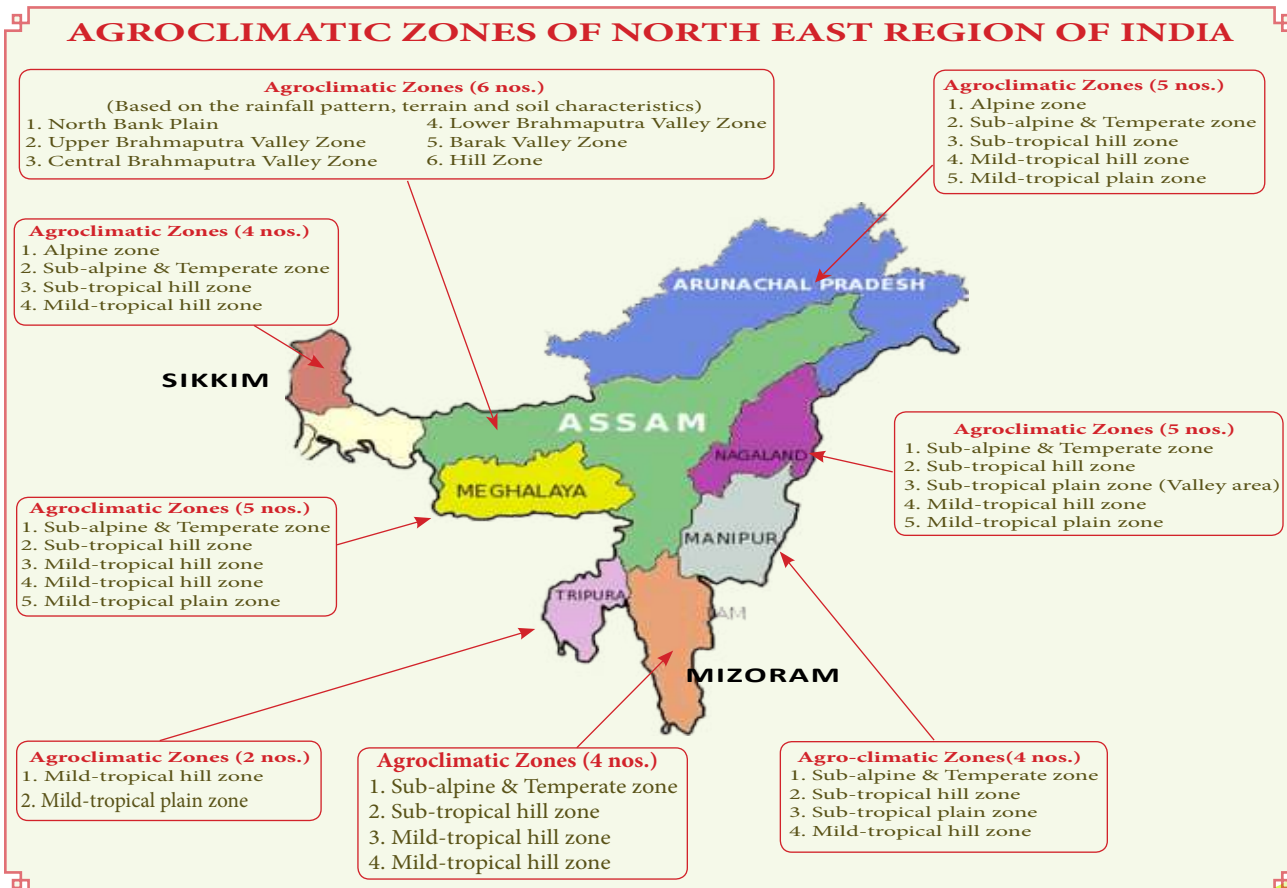 AGROCLIMATIC ZONES OF NORTH EAST REGION OF INDIA
Agroclimatic Zones (6 nos.)
(Based on the rainfall pattern, terrain and soil characteristics)
1. North Bank Plain
2. Upper Brahmaputra Valley Zone
3. Central Brahmaputra Valley Zone
4. Lower Brahmaputra Valley Zone
5. Barak Valley Zone
6. Hill Zone
Agroclimatic Zones (5 nos.)
1. Alpine zone
2. Sub-alpine & Temperate zone
3. Sub-tropical hill zone
4. Mild-tropical hill zone
5. Mild-tropical plain zone
Agroclimatic Zones (4 nos.)
1. Alpine zone
2. Sub-alpine & Temperate zone
3. Sub-tropical hill zone
4. Mild-tropical hill zone
ARUNACHAL PRADESH
SIKKIM
ASSAM
NAGALAND
MEGHALAYA
MANIPUR
TRIPURA
MIZORAM
Agroclimatic Zones (5 nos.)
1. Sub-alpine & Temperate zone
2. Sub-tropical hill zone
3. Sub-tropical plain zone (Valley area)
4. Mild-tropical hill zone
5. Mild-tropical plain zone
Agroclimatic Zones (5 nos.)
1. Sub-alpine & Temperate zone
2. Sub-tropical hill zone
3. Mild-tropical hill zone
4. Mild-tropical hill zone
5. Mild-tropical plain zone
Agroclimatic Zones (2 nos.)
1. Mild-tropical hill zone
2. Mild-tropical plain zone
Agroclimatic Zones (4 nos.)
1. Sub-alpine & Temperate zone
2. Sub-tropical hill zone
3. Mild-tropical hill zone
4. Mild-tropical hill zone
Agro-climatic Zones(4 nos.)
1. Sub-alpine & Temperate zone
2. Sub-tropical hill zone
3. Sub-tropical plain zone
4. Mild-tropical hill zone